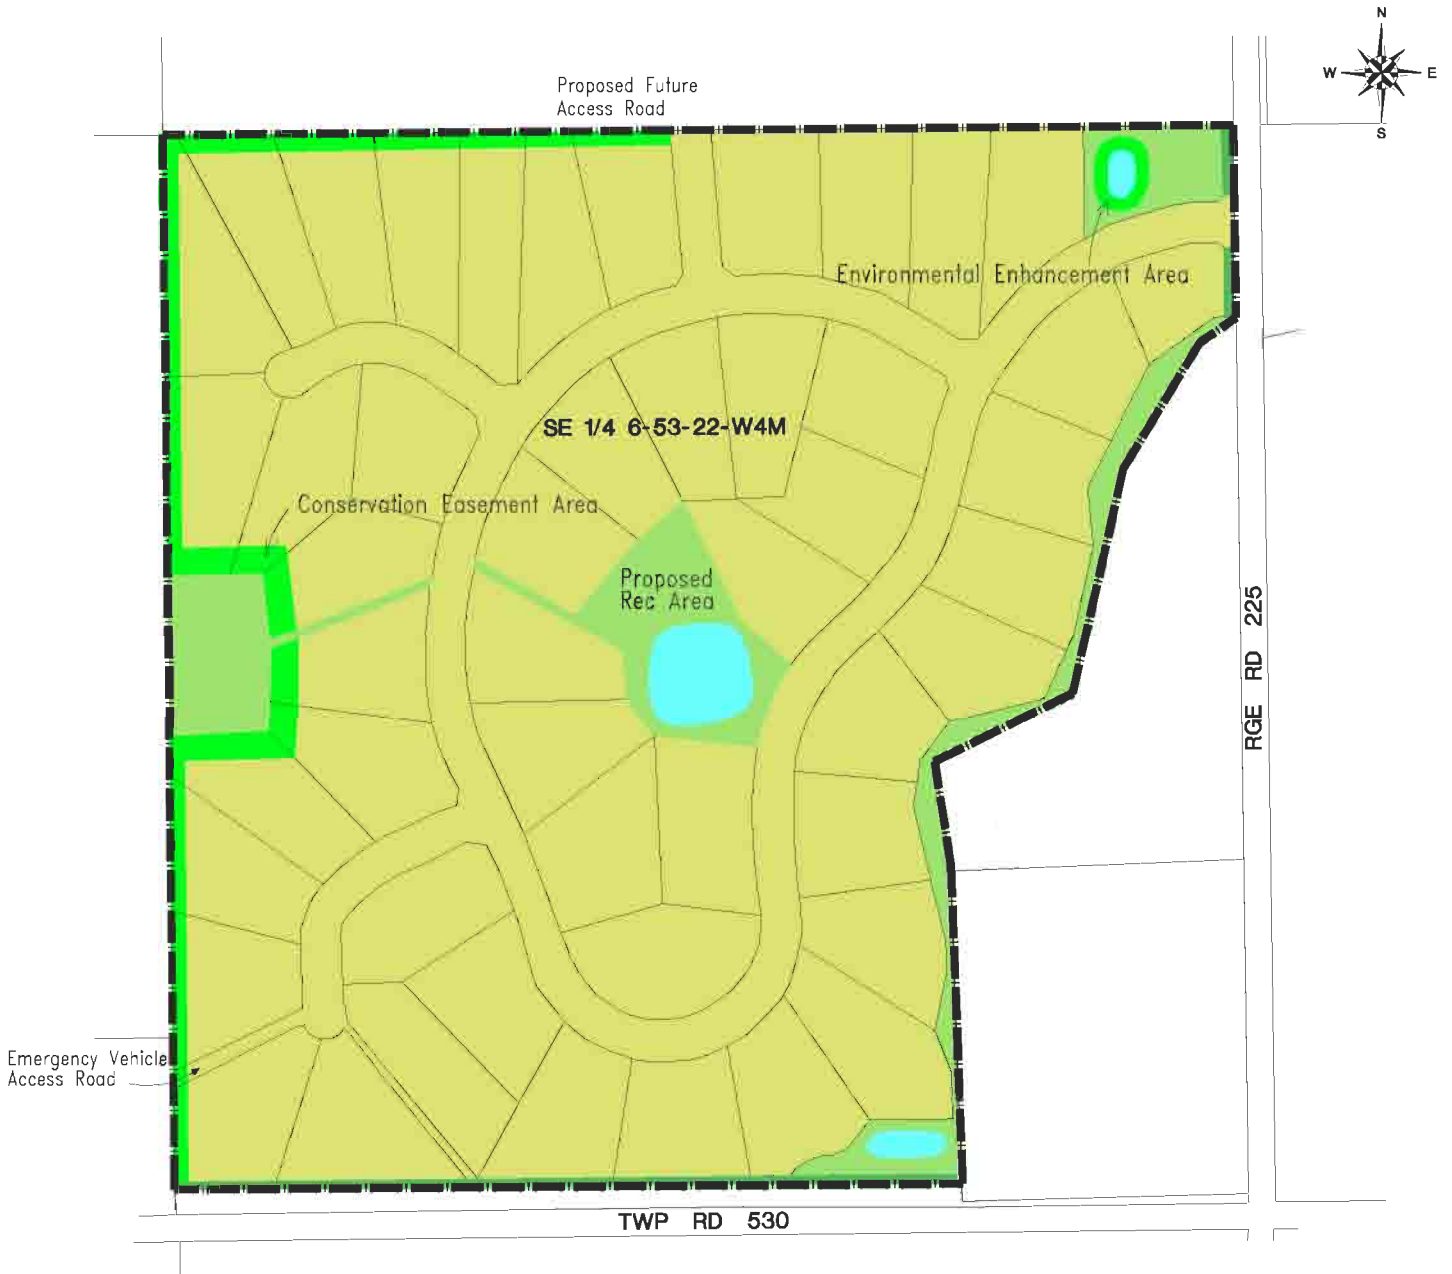 N
W E
S
Proposed Future
Access Road
Environmental Enhancement Area
SE 1/4 6-53-22-W4M
Conservation Easement Area
Proposed
Rec Area
RGE RD 225
Emergency Vehicle
Access Road
TWP RD 530